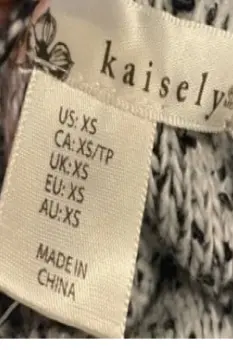 kaisely
US: XS
CA: XS/TP
UK: XS
EU: XS
AU: XS
MADE IN
CHINA